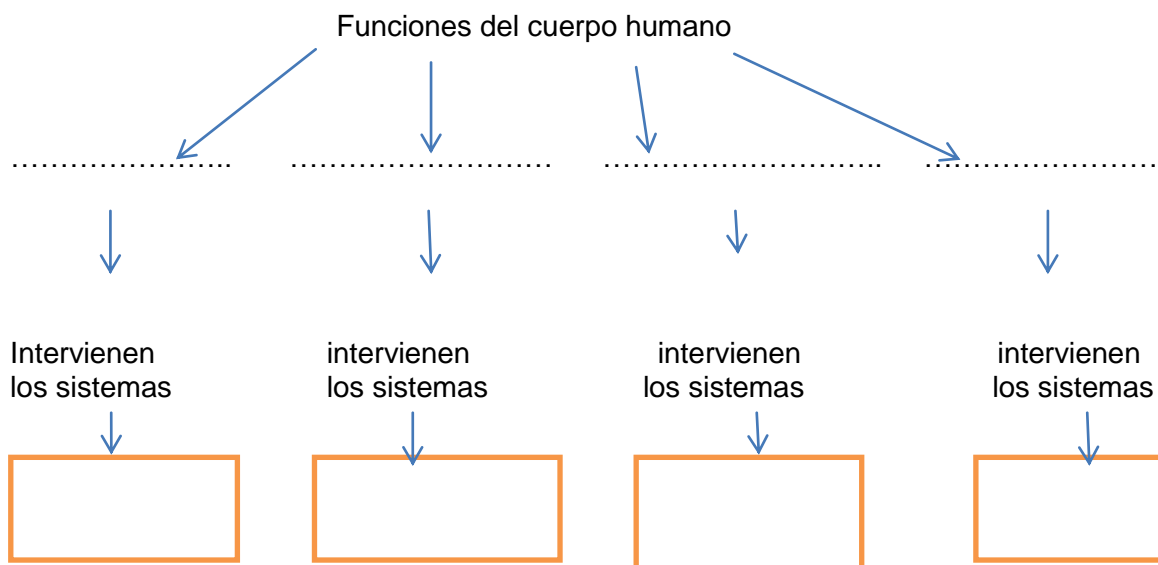 Funciones del cuerpo humano
………………………. …………………………… …………………………….. …………………………
Intervienen intervienen intervienen intervienen
los sistemas los sistemas los sistemas los sistemas